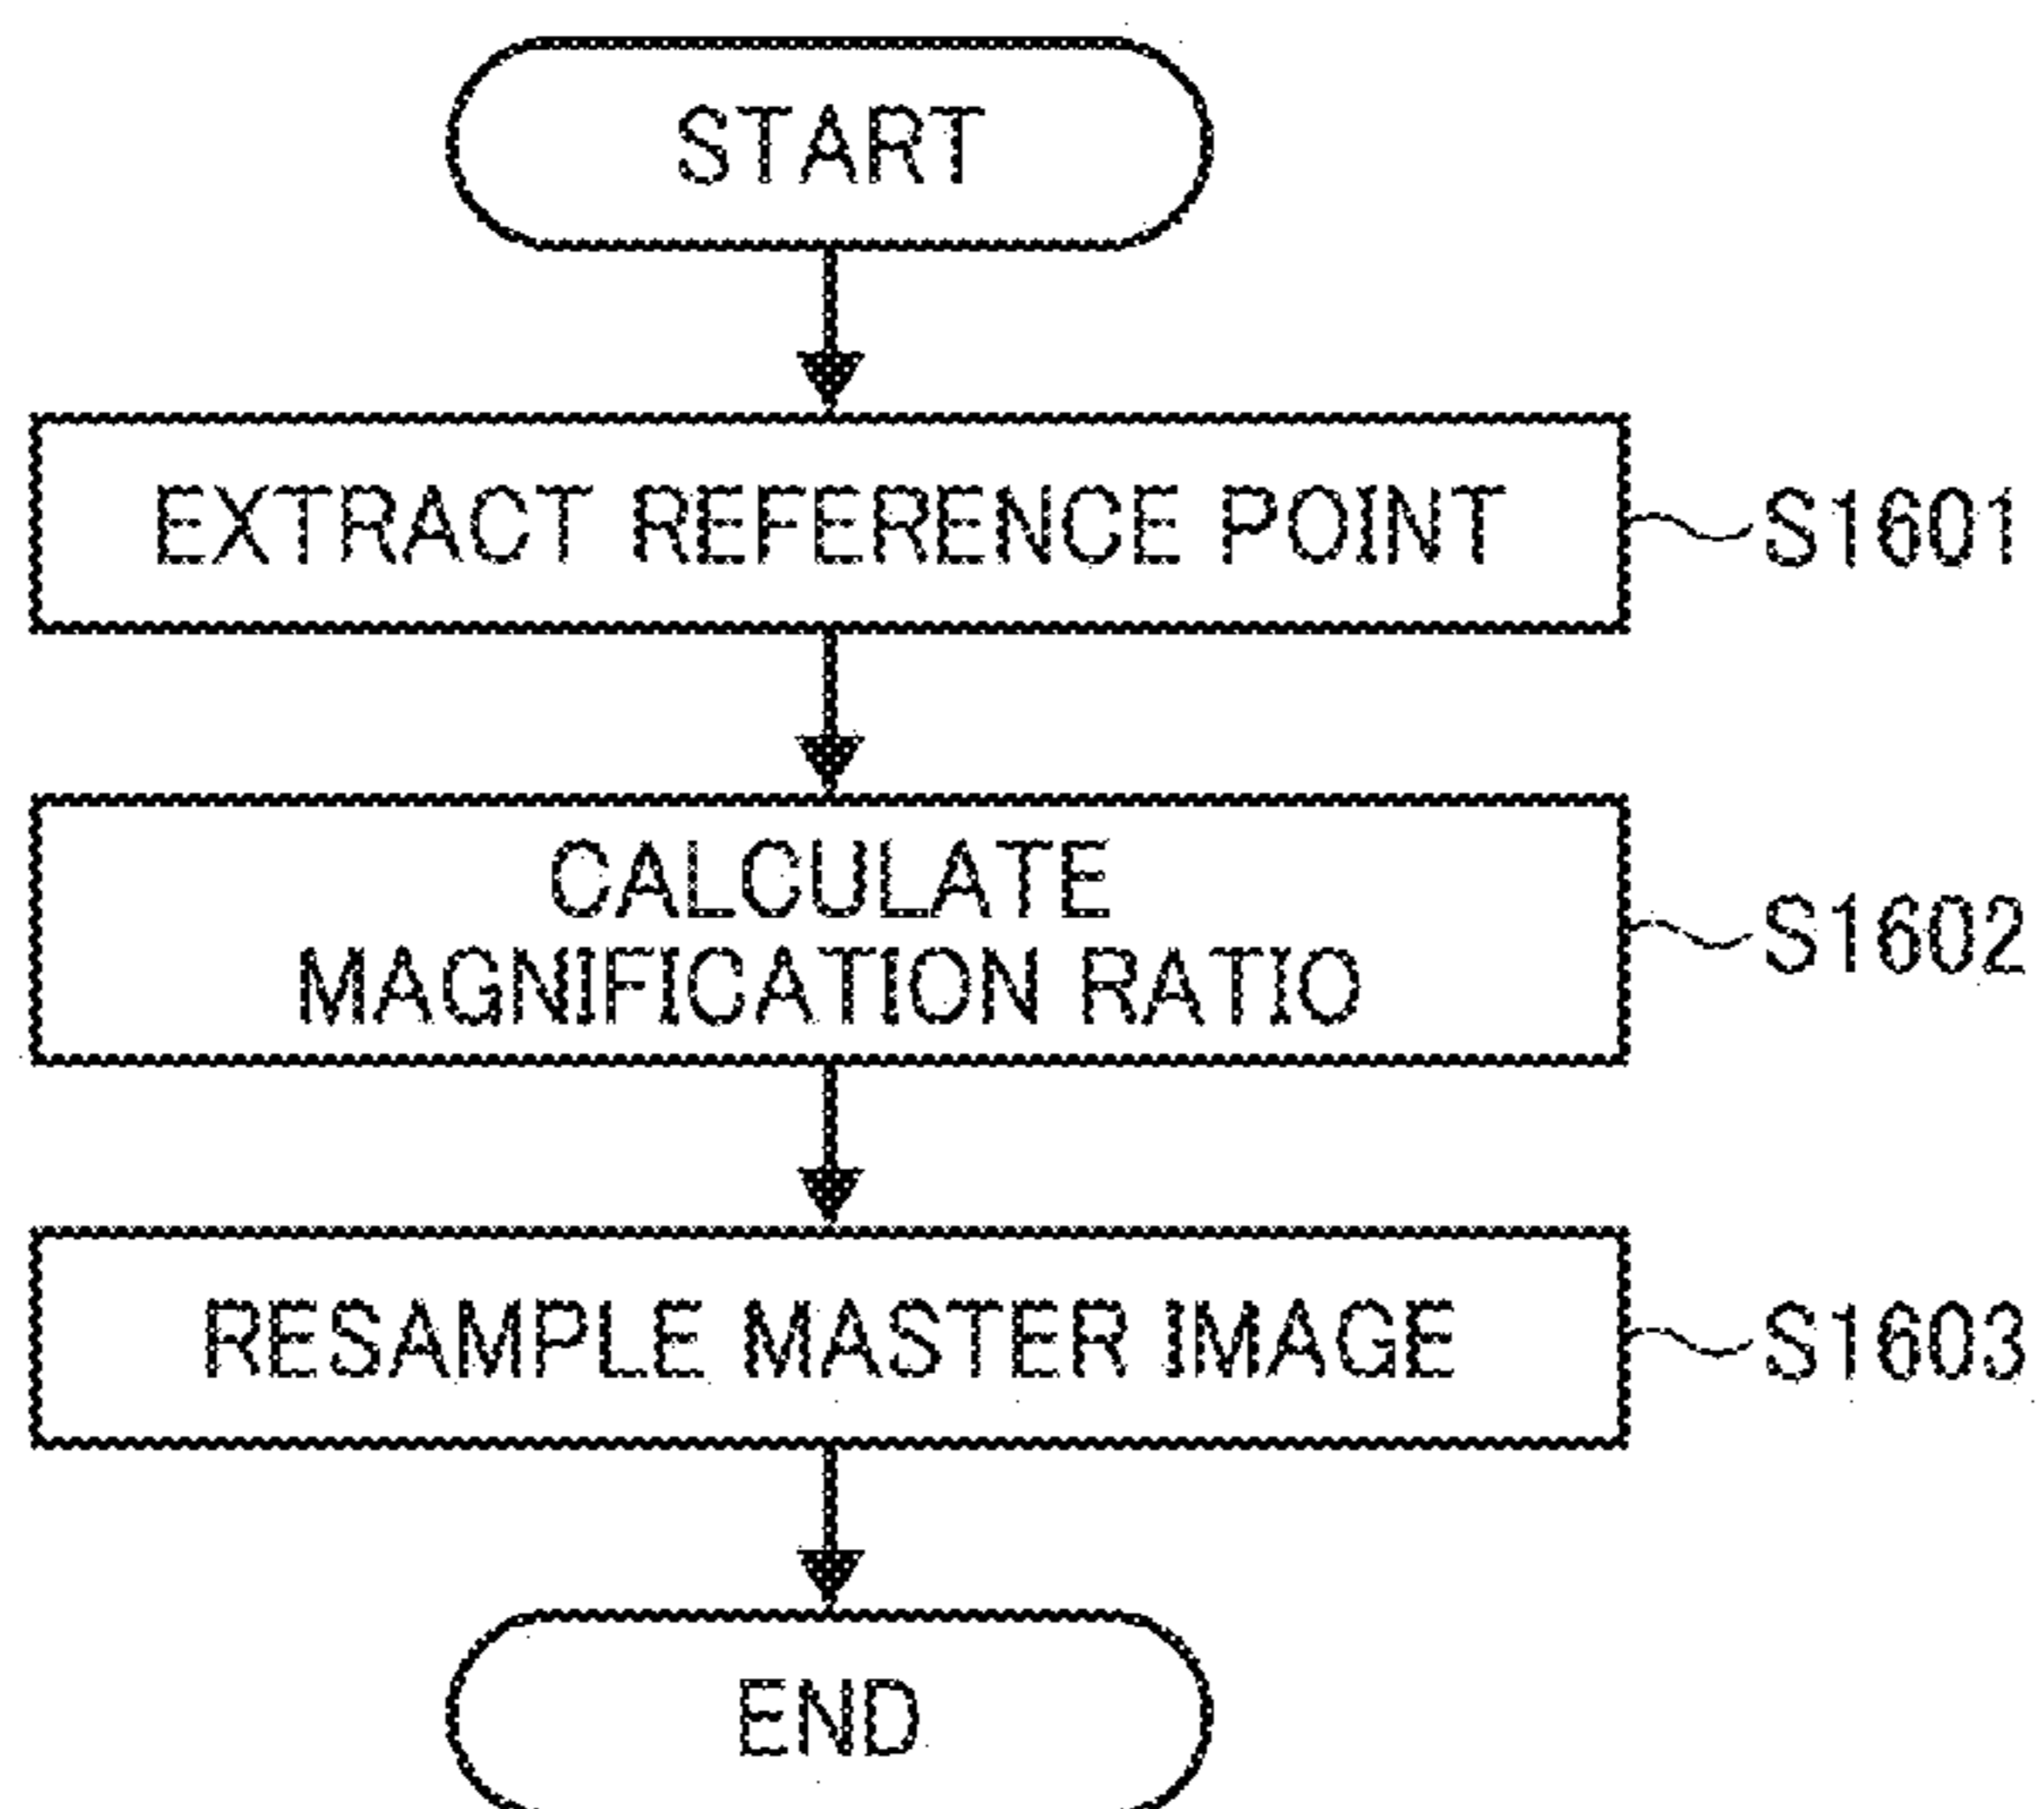 START
EXTRACT REFERENCE POINT
S1601
CALCULATE
MAGNIFICATION RATIO
S1602
RESAMPLE MASTER IMAGE
S1603
END